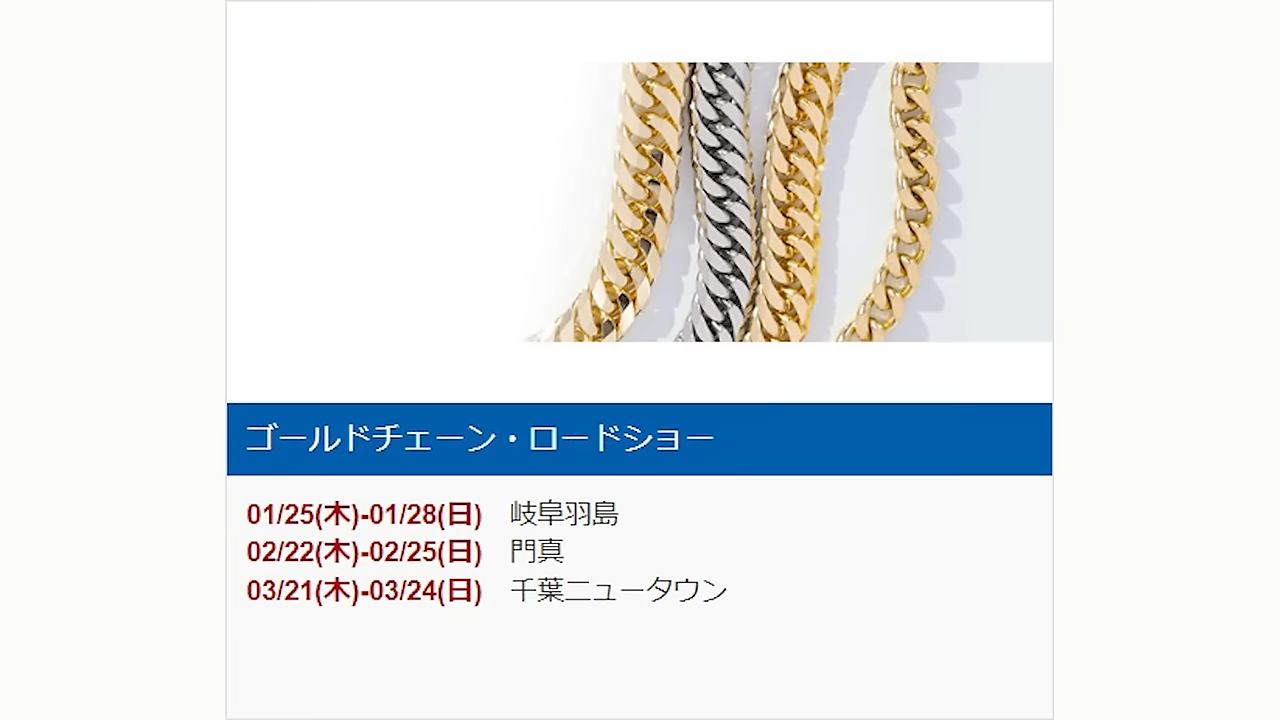 ゴールドチェーン・ロードショー
01/25(木)-01/28(日) 岐阜羽島
02/22(木)-02/25(日) 門真
03/21(木)-03/24(日) 千葉ニュータウン